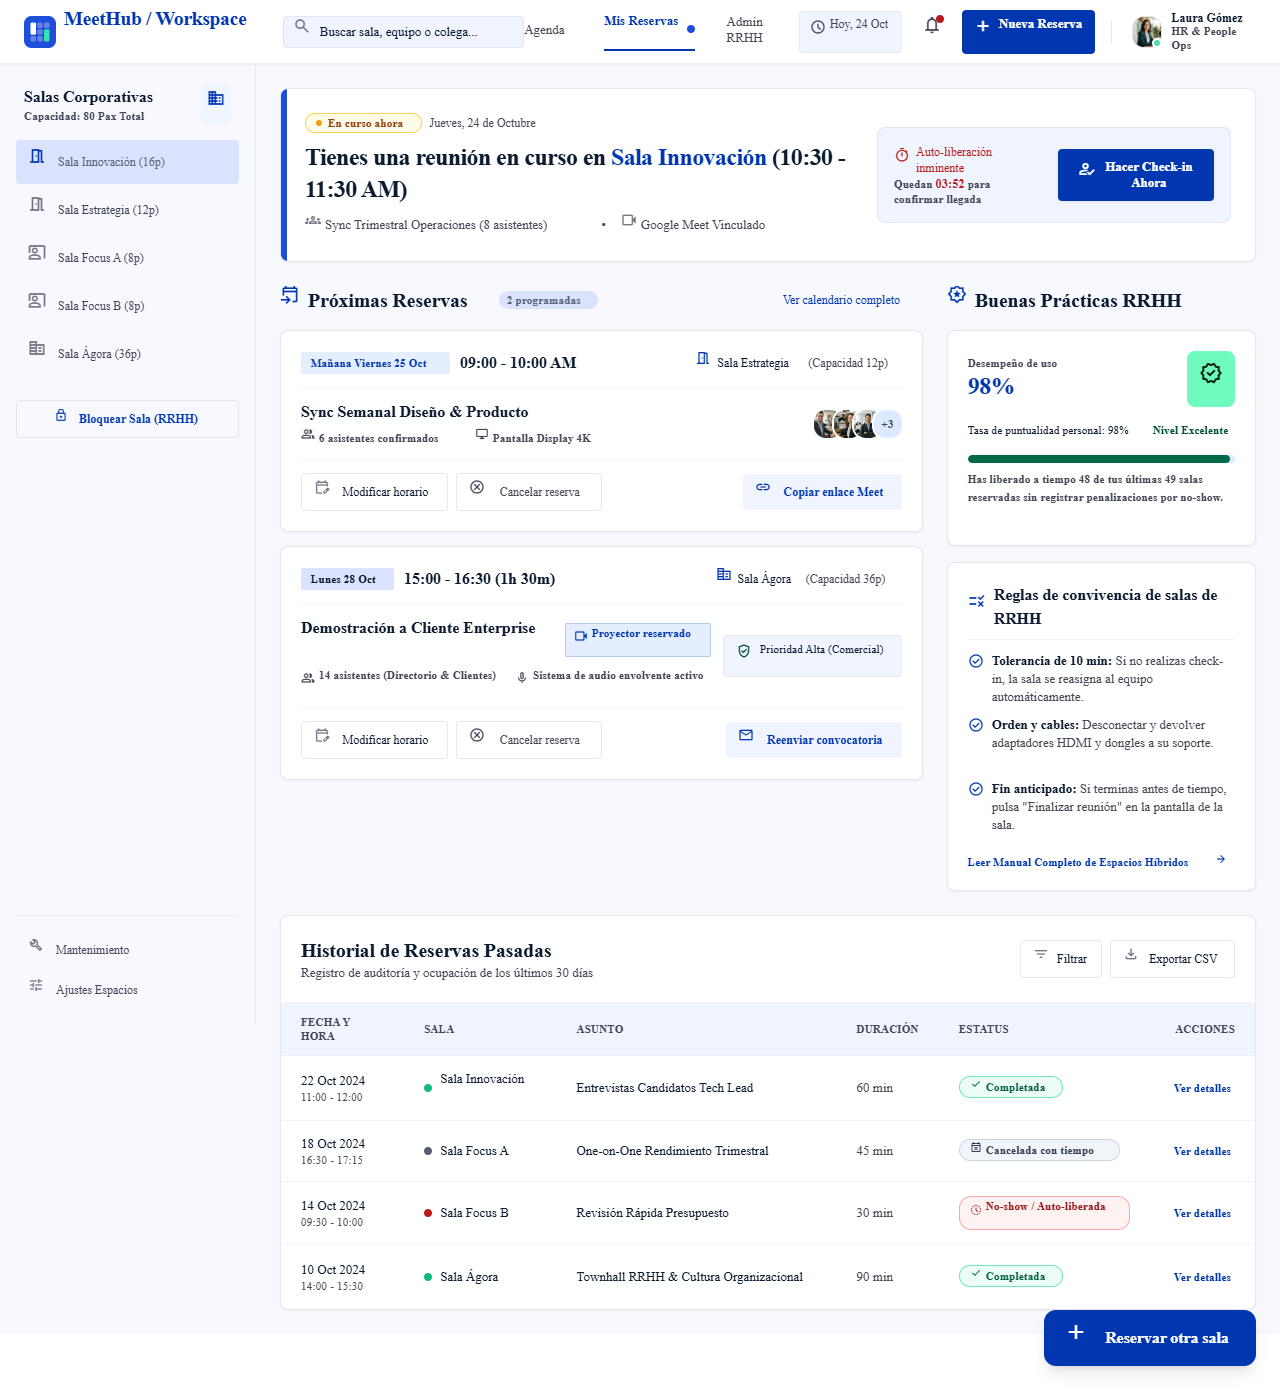 MeetHub / Workspace
Buscar sala, equipo o colega...
Agenda
Mis Reservas
Admin
RRHH
Hoy, 24 Oct
Nueva Reserva
Laura Gómez
HR & People
Ops
Salas Corporativas
Capacidad: 80 Pax Total
Sala Innovación (16p)
Sala Estrategia (12p)
Sala Focus A (8p)
Sala Focus B (8p)
Sala Ágora (36p)
Bloquear Sala (RRHH)
Mantenimiento
Ajustes Espacios
En curso ahora
Jueves, 24 de Octubre
Tienes una reunión en curso en Sala Innovación (10:30 -
11:30 AM)
Sync Trimestral Operaciones (8 asistentes)
•
Google Meet Vinculado
Auto-liberación
inminente
Quedan 03:52 para
confirmar llegada
Hacer Check-in
Ahora
Próximas Reservas
2 programadas
Ver calendario completo
Mañana Viernes 25 Oct
09:00 - 10:00 AM
Sala Estrategia
(Capacidad 12p)
Sync Semanal Diseño & Producto
6 asistentes confirmados
Pantalla Display 4K
+3
Modificar horario
Cancelar reserva
Copiar enlace Meet
Lunes 28 Oct
15:00 - 16:30 (1h 30m)
Sala Ágora
(Capacidad 36p)
Demostración a Cliente Enterprise
Proyector reservado
14 asistentes (Directorio & Clientes)
Sistema de audio envolvente activo
Prioridad Alta (Comercial)
Modificar horario
Cancelar reserva
Reenviar convocatoria
Buenas Prácticas RRHH
Desempeño de uso
98%
Tasa de puntualidad personal: 98%
Nivel Excelente
Has liberado a tiempo 48 de tus últimas 49 salas
reservadas sin registrar penalizaciones por no-show.
Reglas de convivencia de salas de
RRHH
Tolerancia de 10 min: Si no realizas check-
in, la sala se reasigna al equipo
automáticamente.
Orden y cables: Desconectar y devolver
adaptadores HDMI y dongles a su soporte.
Fin anticipado: Si terminas antes de tiempo,
pulsa "Finalizar reunión" en la pantalla de la
sala.
Leer Manual Completo de Espacios Híbridos
Historial de Reservas Pasadas
Registro de auditoría y ocupación de los últimos 30 días
Filtrar
Exportar CSV
FECHA Y
HORA
SALA
ASUNTO
DURACIÓN
ESTATUS
ACCIONES
22 Oct 2024
11:00 - 12:00
Sala Innovación
Entrevistas Candidatos Tech Lead
60 min
Completada
Ver detalles
18 Oct 2024
16:30 - 17:15
Sala Focus A
One-on-One Rendimiento Trimestral
45 min
Cancelada con tiempo
Ver detalles
14 Oct 2024
09:30 - 10:00
Sala Focus B
Revisión Rápida Presupuesto
30 min
No-show / Auto-liberada
Ver detalles
10 Oct 2024
14:00 - 15:30
Sala Ágora
Townhall RRHH & Cultura Organizacional
90 min
Completada
Ver detalles
Reservar otra sala